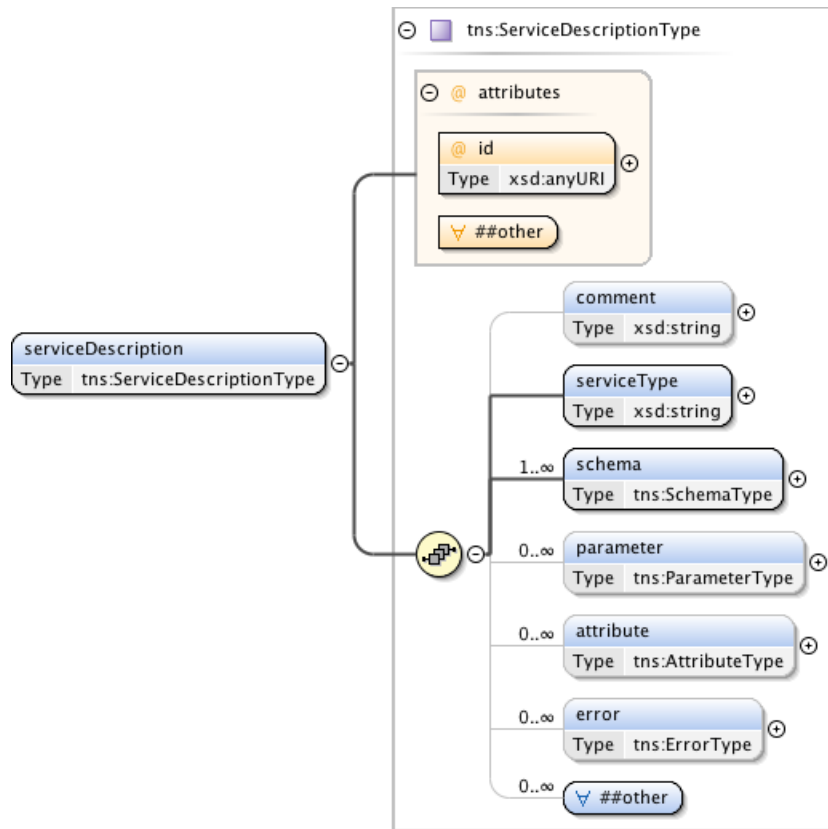 tns:ServiceDescriptionType
@ attributes
@ id
Type xsd:anyURI
∀ ##other
comment
Type xsd:string
serviceDescription
Type tns:ServiceDescriptionType
serviceType
Type xsd:string
1..∞ schema
Type tns:SchemaType
0..∞ parameter
Type tns:ParameterType
0..∞ attribute
Type tns:AttributeType
0..∞ error
Type tns:ErrorType
0..∞ ∀ ##other